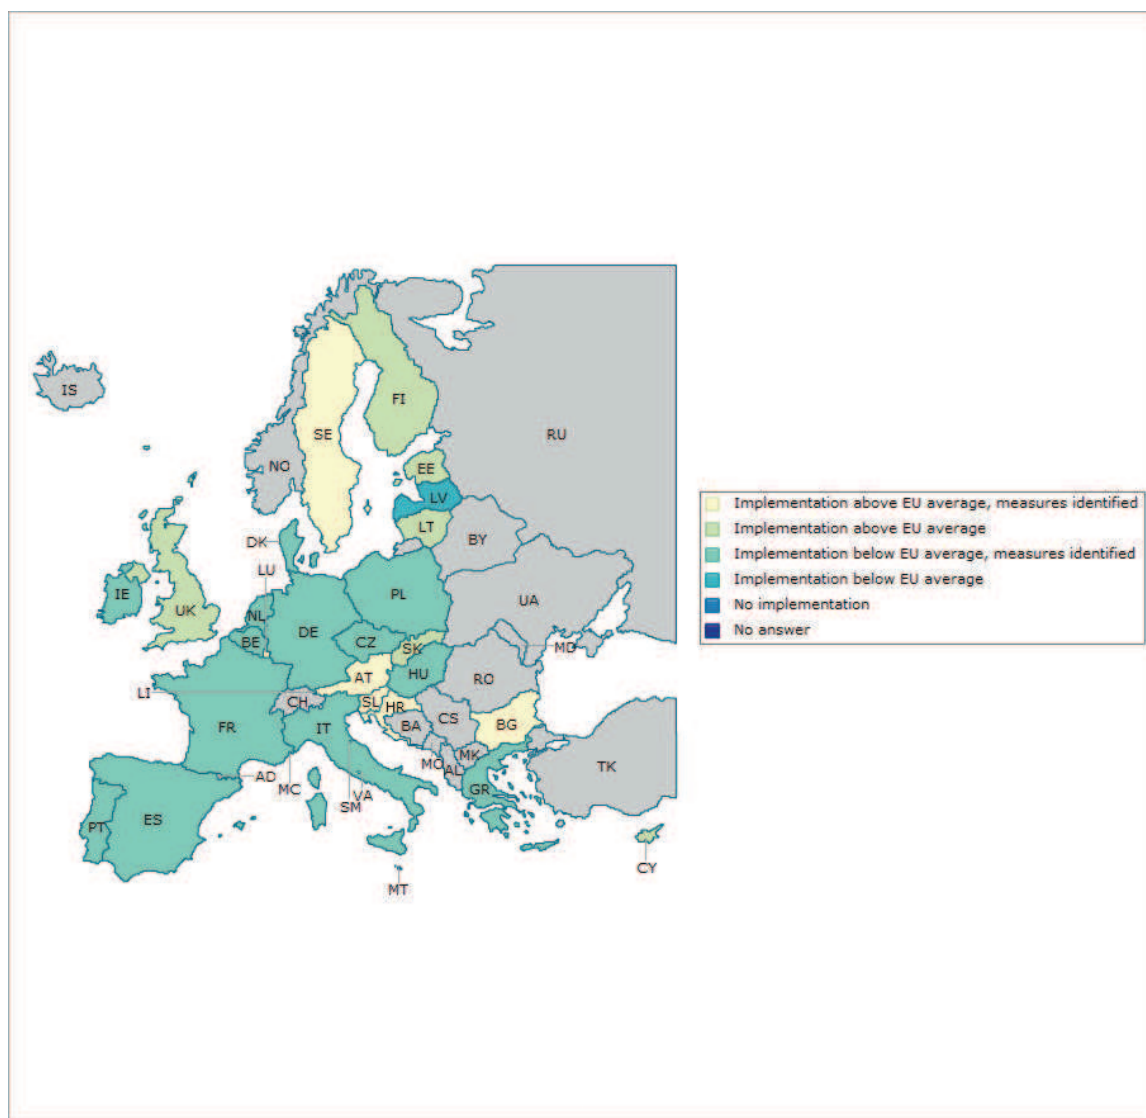 IS
FI
SE
RU
NO
EE
LV
LT
DK
BY
LU
IE
PL
UA
UK
NL
DE
BE
CZ
SK
MD
HU
RO
AT
LI
CH
SL
HR
CS
BG
FR
IT
BA
MK
MO
AL
TK
AD
MC
VA
SM
GR
ES
PT
CY
MT
Implementation above EU average, measures identified
Implementation above EU average
Implementation below EU average, measures identified
Implementation below EU average
No implementation
No answer